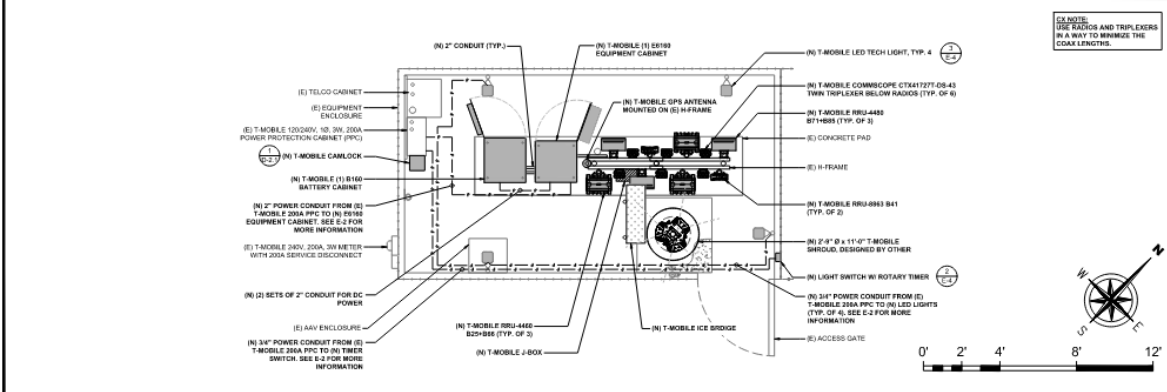 CX NOTE:
USE RADIOS AND TRIPLEXERS
IN A WAY TO MINIMIZE THE
COAX LENGTHS.
(N) 2" CONDUIT (TYP.)
(N) T-MOBILE (1) E6160
EQUIPMENT CABINET
(N) T-MOBILE LED TECH LIGHT, TYP. 4
3
E-4
(E) TELCO CABINET
(E) EQUIPMENT
ENCLOSURE
(E) T-MOBILE 120/240V, 1Ø, 3W, 200A
POWER PROTECTION CABINET (PPC)
1
(N) T-MOBILE CAMLOCK
(N) T-MOBILE (1) B160
BATTERY CABINET
(N) 2" POWER CONDUIT FROM (E)
T-MOBILE 200A PPC TO (N) E6160
EQUIPMENT CABINET. SEE E-2 FOR
MORE INFORMATION
(E) T-MOBILE 240V, 200A, 3W METER
WITH 200A SERVICE DISCONNECT
(N) (2) SETS OF 2" CONDUIT FOR DC
POWER
(E) AAV ENCLOSURE
(N) 3/4" POWER CONDUIT FROM (E)
T-MOBILE 200A PPC TO (N) TIMER
SWITCH. SEE E-2 FOR MORE
INFORMATION
(N) T-MOBILE GPS ANTENNA
MOUNTED ON (E) H-FRAME
(N) T-MOBILE COMMSCOPE CTX41727T-DS-43
TWIN TRIPLEXER BELOW RADIOS (TYP. OF 6)
(N) T-MOBILE RRU-4480
B71+B85 (TYP. OF 3)
(E) CONCRETE PAD
(E) H-FRAME
(N) T-MOBILE RRU-8863 B41
(TYP. OF 2)
(N) 2'-9" Ø x 11'-0" T-MOBILE
SHROUD, DESIGNED BY OTHER
(N) LIGHT SWITCH W/ ROTARY TIMER
2
E-4
(N) 3/4" POWER CONDUIT FROM (E)
T-MOBILE 200A PPC TO (N) LED LIGHTS
(TYP. OF 4). SEE E-2 FOR MORE
INFORMATION
(N) T-MOBILE RRU-4460
B25+B66 (TYP. OF 3)
(N) T-MOBILE J-BOX
(N) T-MOBILE ICE BRDIGE
(E) ACCESS GATE
N
W
S
E
0' 2' 4' 8' 12'